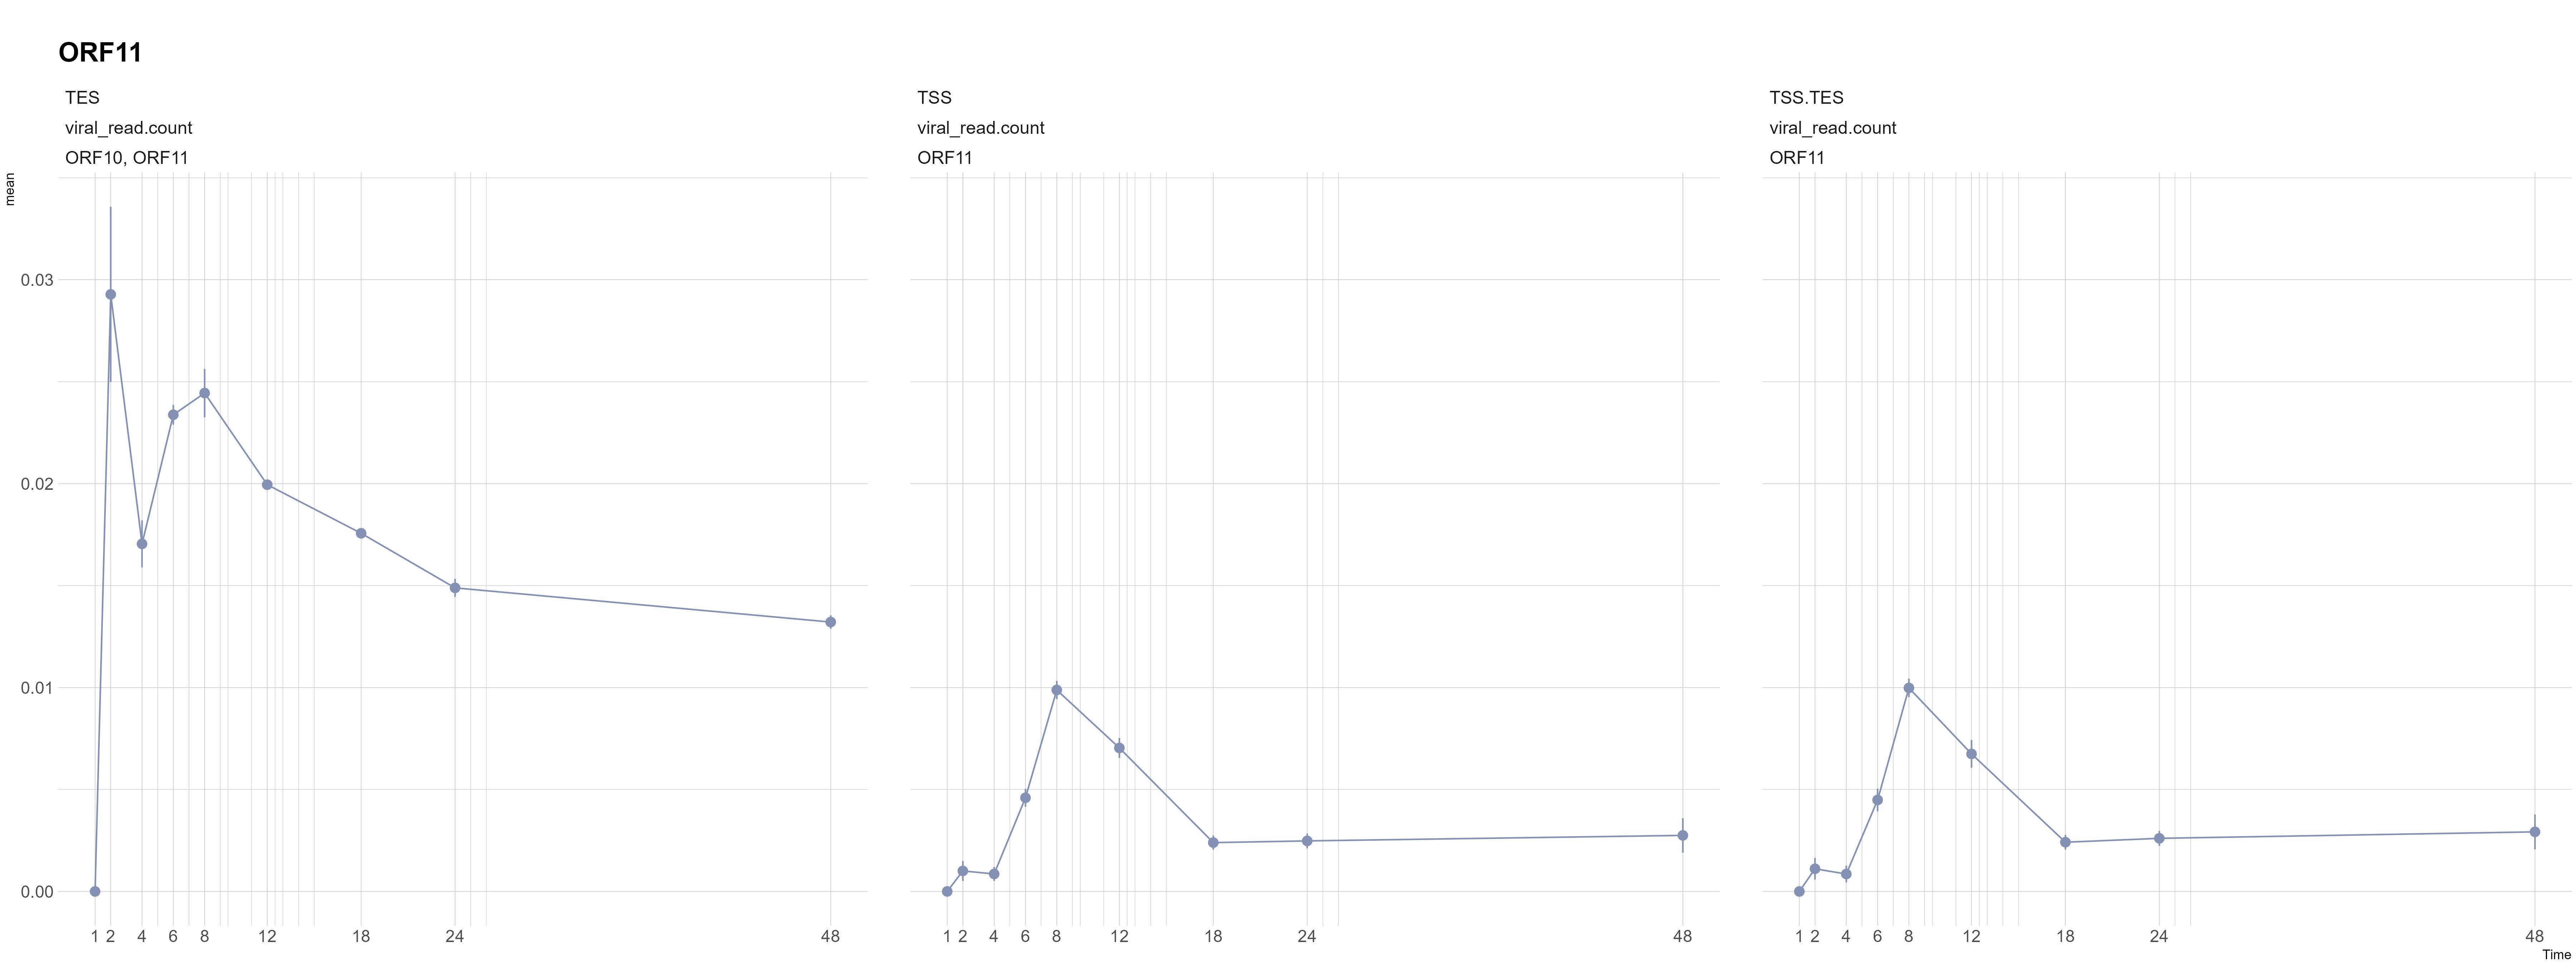 ORF11
TES
viral_read.count
ORF10, ORF11
TSS
viral_read.count
ORF11
TSS.TES
viral_read.count
ORF11
mean
0.03
0.02
0.01
0.00
1 2 4 6 8 12 18 24 48
1 2 4 6 8 12 18 24 48
1 2 4 6 8 12 18 24 48
Time